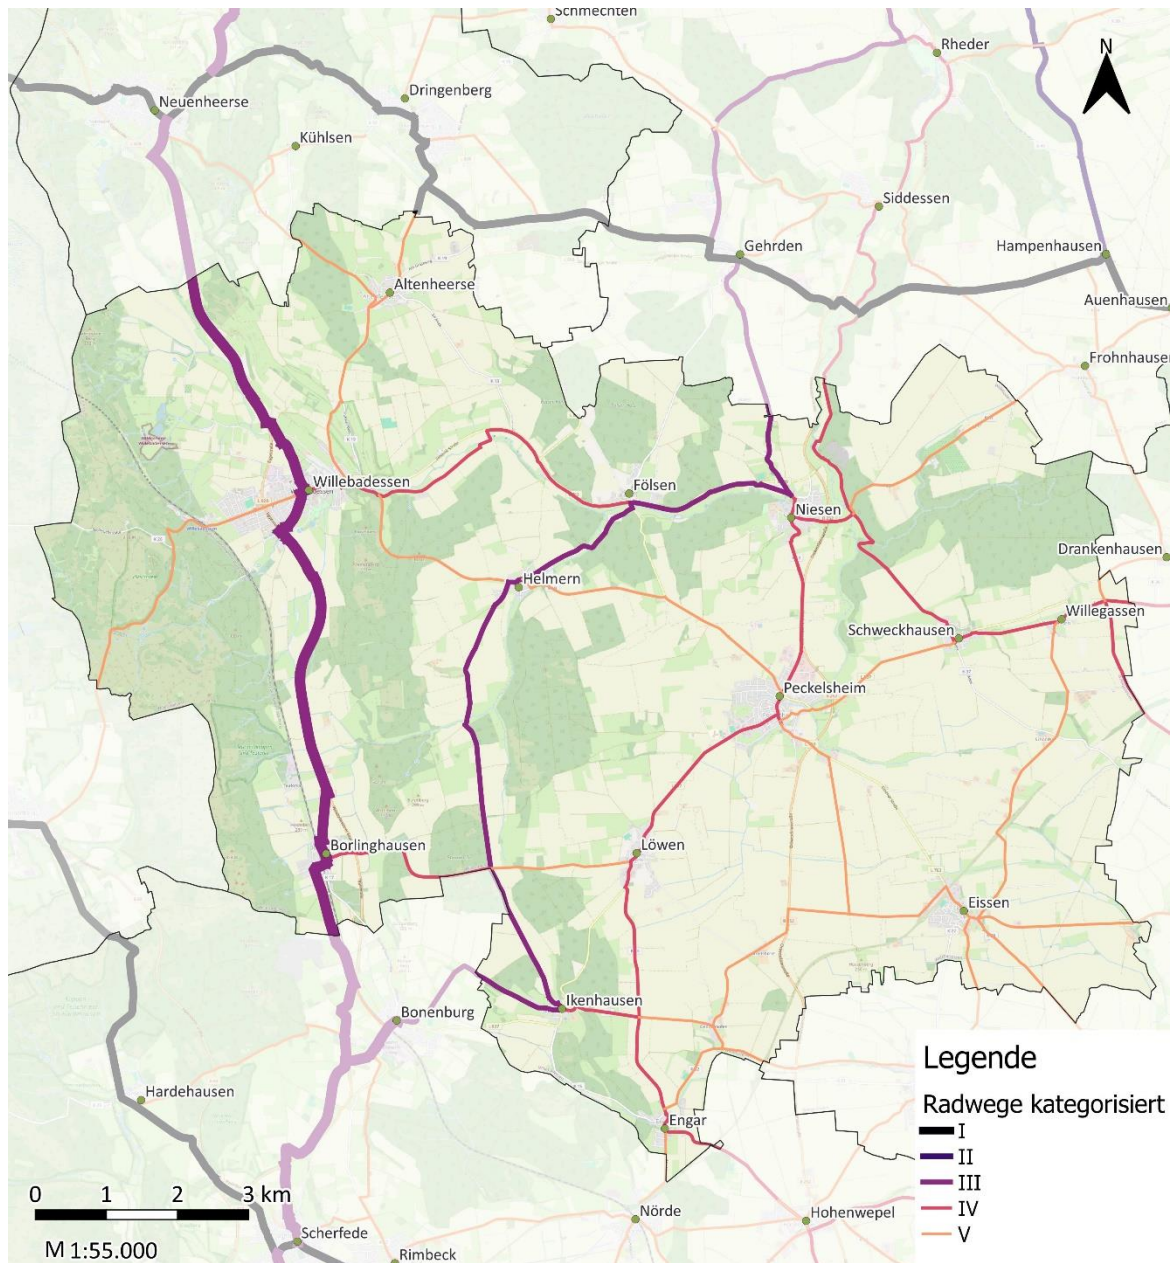 Schmechten
Rheder
N
Dringenberg
Neuenheerse
Kühlsen
Siddessen
Gehrden
Hampenhausen
Altenheerse
Auenhausen
Frohnhausen
Willebadessen
Fölsen
Niesen
Drankenhausen
Helmern
Willegassen
Schweckhausen
Peckelsheim
Borlinghausen
Löwen
Eissen
Ikenhausen
Bonenburg
Legende
Hardehausen
Radwege kategorisiert
Engar
I
II
III
0 1 2 3 km
IV
Nörde
Hohenwepel
V
Scherfede
M 1:55.000
Rimbeck